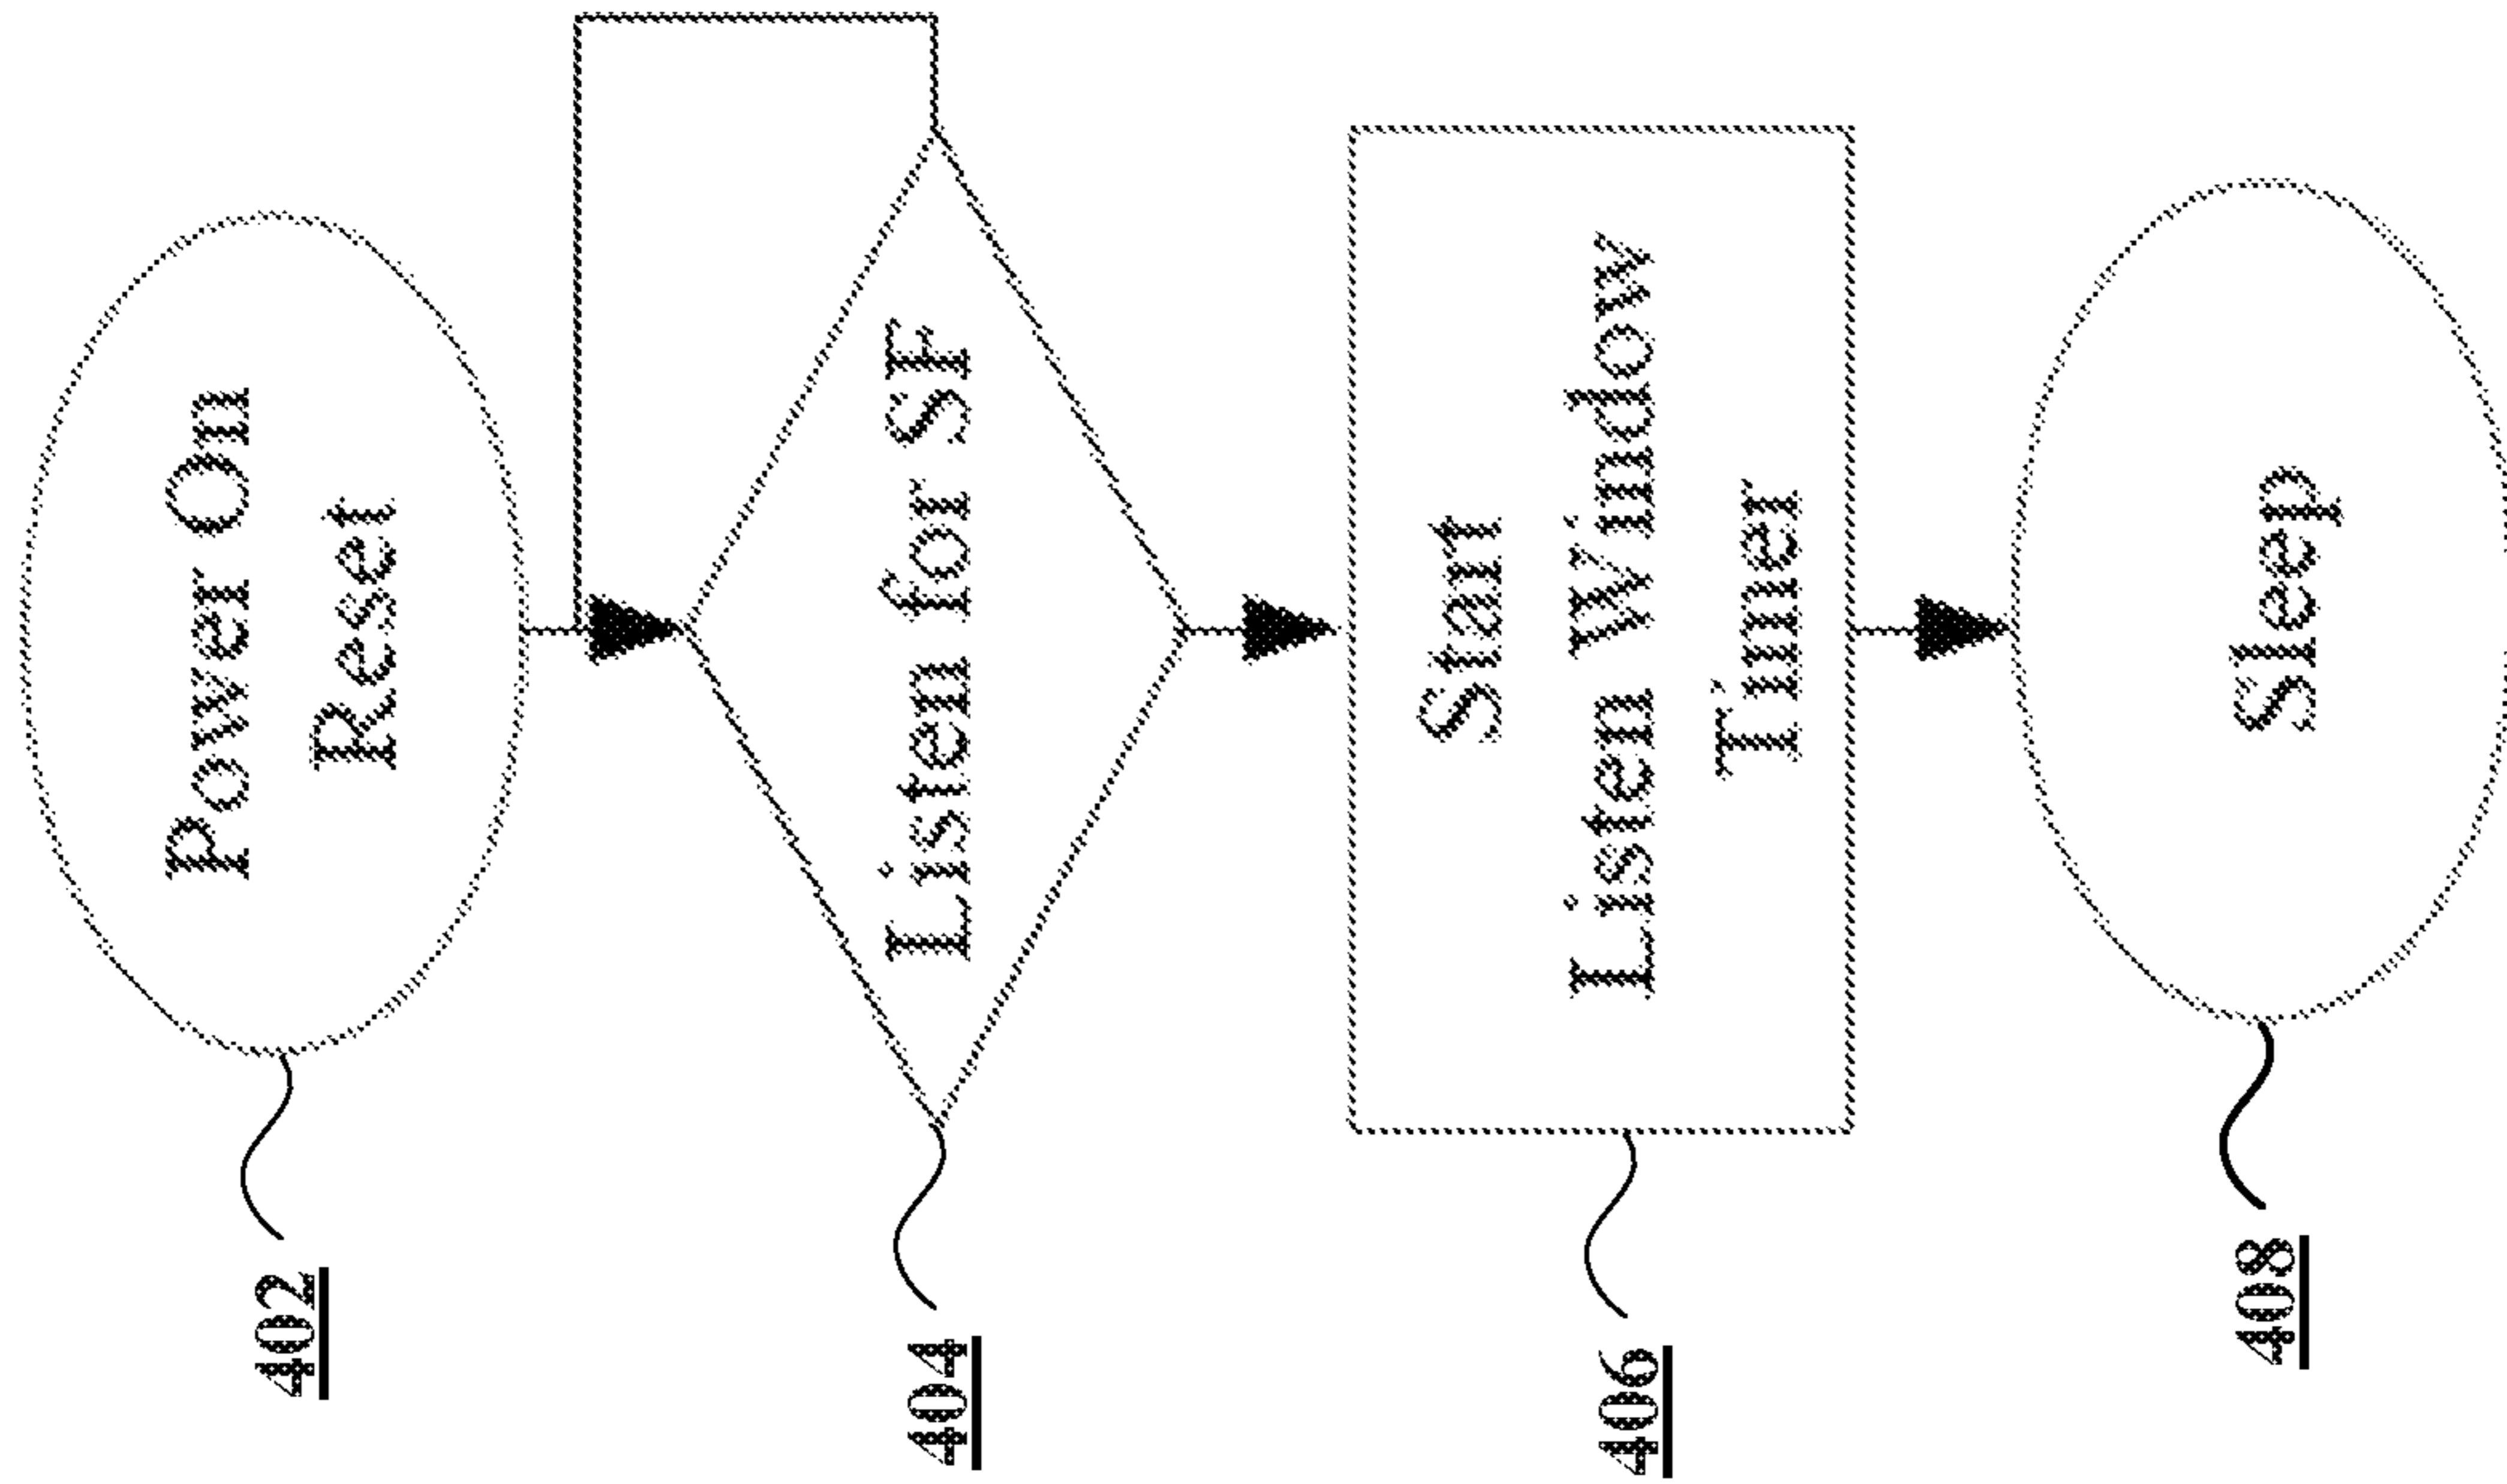 Power On
Reset
402
Listen for SF
404
Start
Listen Window
Timer
406
Sleep
408